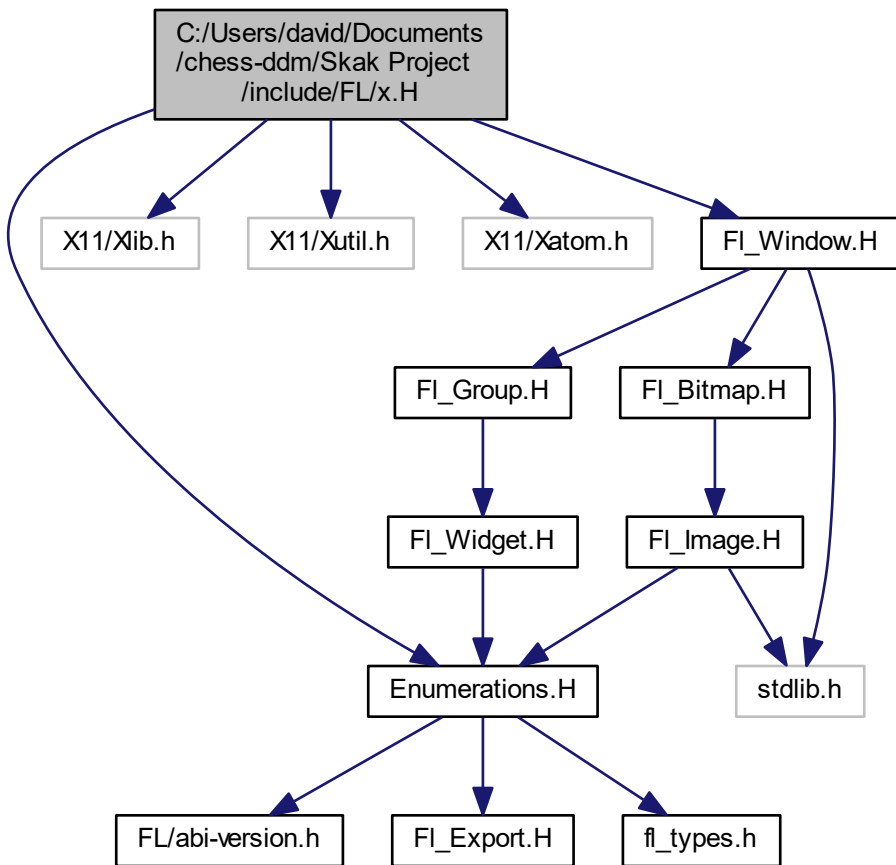 C:/Users/david/Documents
/chess-ddm/Skak Project
/include/FL/x.H
X11/Xlib.h
X11/Xutil.h
X11/Xatom.h
Fl_Window.H
Fl_Group.H
Fl_Bitmap.H
Fl_Widget.H
Fl_Image.H
Enumerations.H
stdlib.h
FL/abi-version.h
Fl_Export.H
fl_types.h